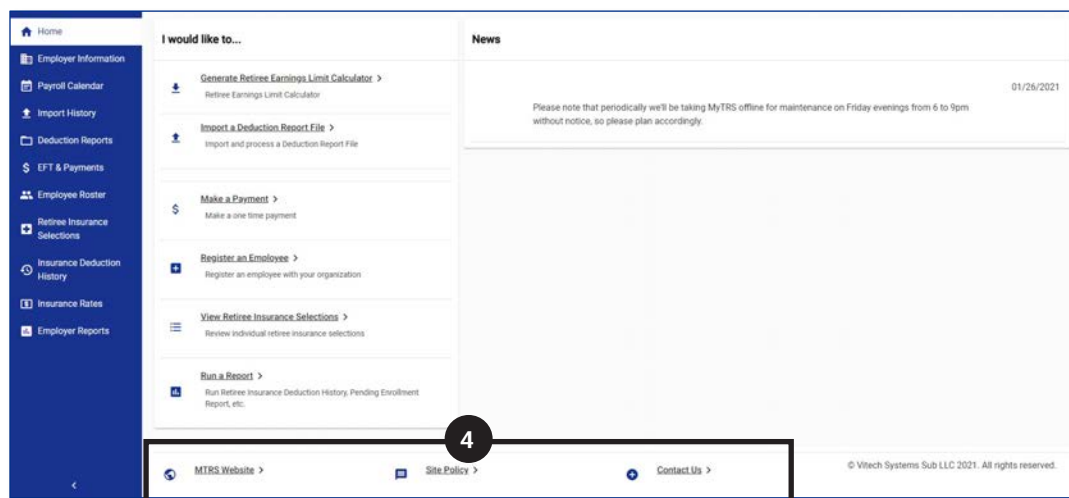 Home
Employer Information
Payroll Calendar
Import History
Deduction Reports
EFT & Payments
Employee Roster
Retiree Insurance
Selections
Insurance Deduction
History
Insurance Rates
Employer Reports
I would like to...
Generate Retiree Earnings Limit Calculator >
Retiree Earnings Limit Calculator
Import a Deduction Report File >
Import and process a Deduction Report File
Make a Payment >
Make a one time payment
Register an Employee >
Register an employee with your organization
View Retiree Insurance Selections >
Review individual retiree insurance selections
Run a Report >
Run Retiree Insurance Deduction History, Pending Enrollment
Report, etc.
News
01/26/2021
Please note that periodically we'll be taking MyTRS offline for maintenance on Friday evenings from 6 to 9pm
without notice, so please plan accordingly.
4
MTRS Website >
Site Policy >
Contact Us >
© Vitech Systems Sub LLC 2021. All rights reserved.